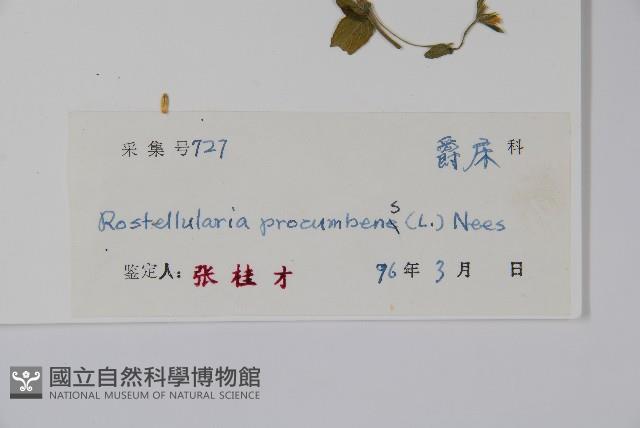 采集号727 爵床科
Rostellularia procumbens (L.) Nees
鉴定人：张桂才 96年3月 日
國立自然科學博物館
NATIONAL MUSEUM OF NATURAL SCIENCE